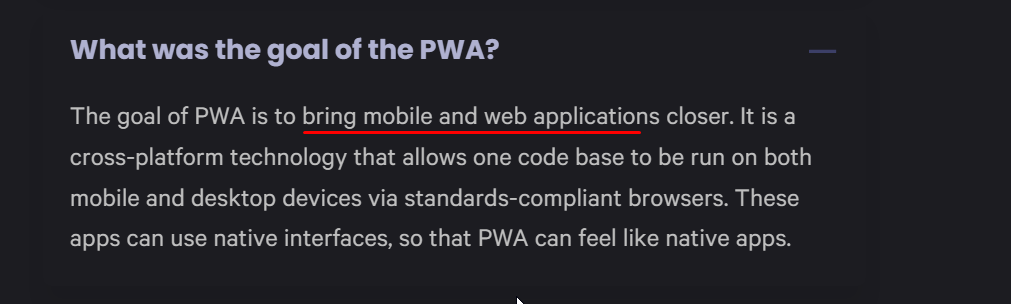 What was the goal of the PWA?
The goal of PWA is to bring mobile and web applications closer. It is a
cross-platform technology that allows one code base to be run on both
mobile and desktop devices via standards-compliant browsers. These
apps can use native interfaces, so that PWA can feel like native apps.